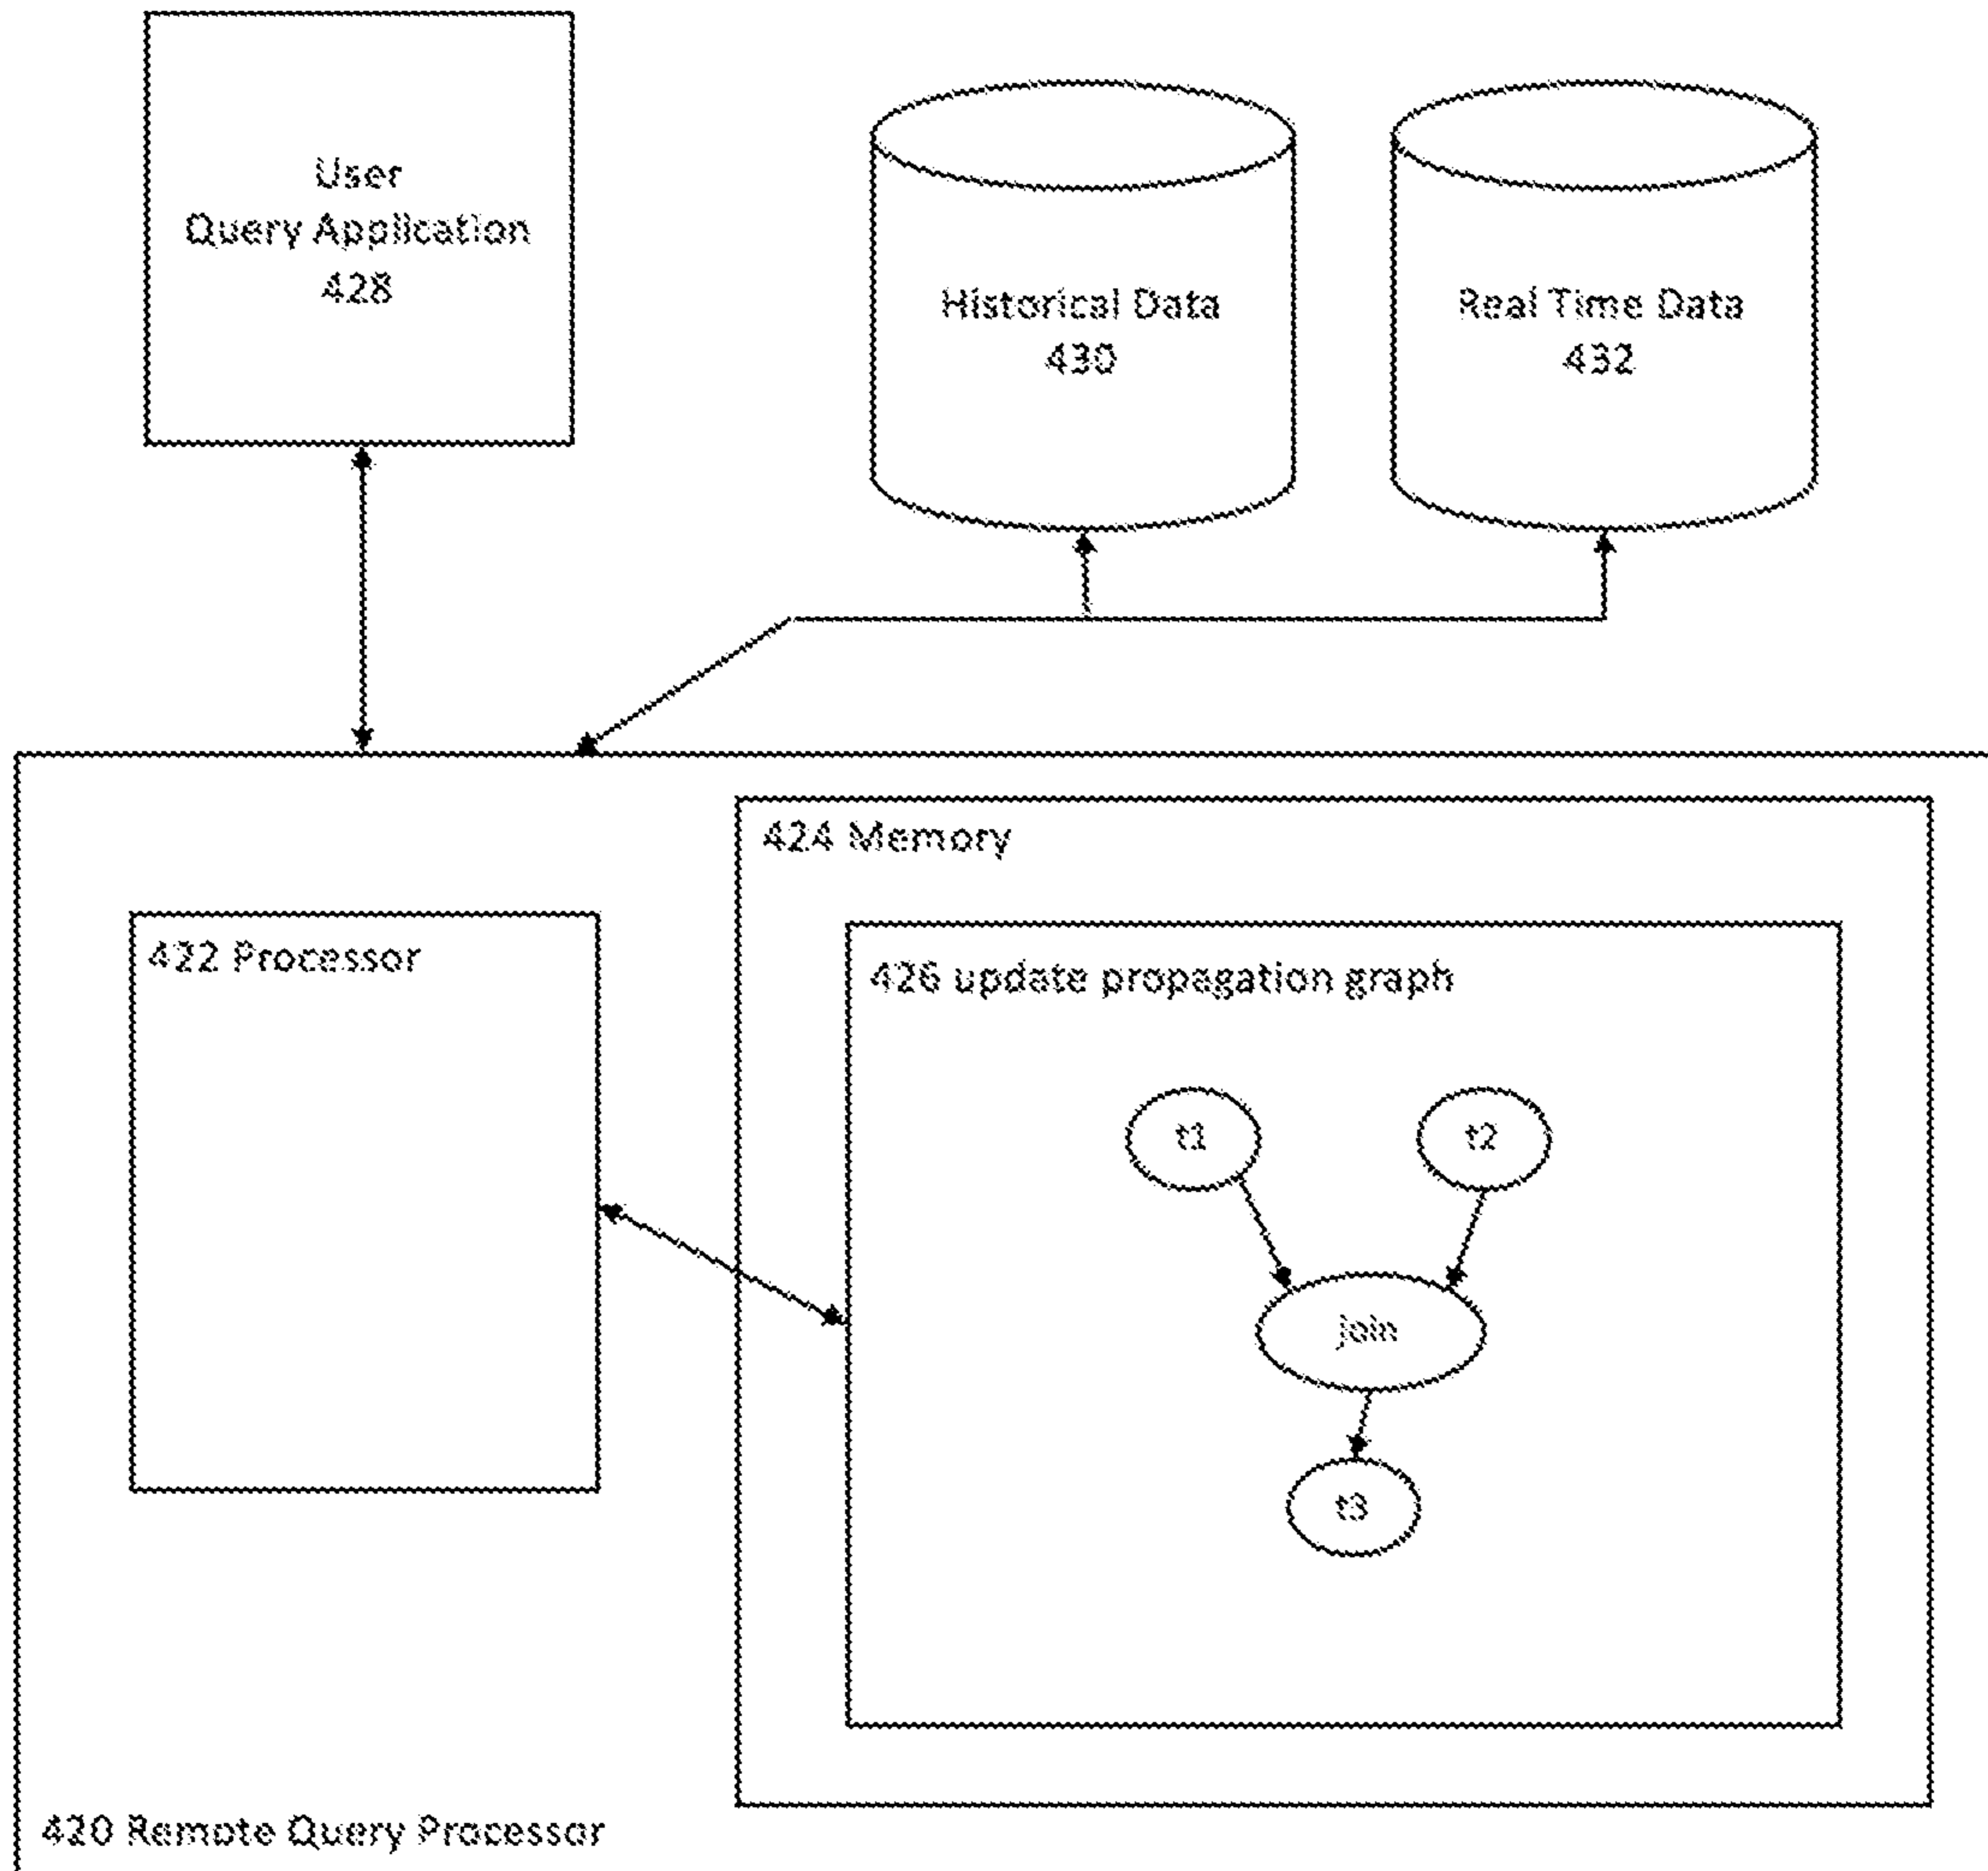 User
Query Application
428
Historical Data
430
Real Time Data
432
424 Memory
422 Processor
426 update propagation graph
t1
t2
join
t3
420 Remote Query Processor